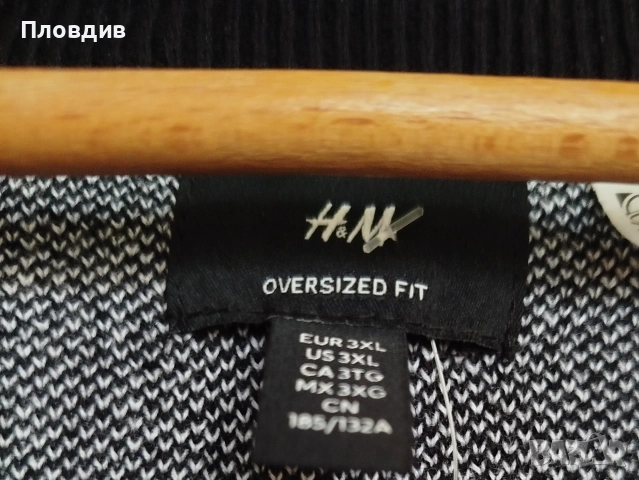 Пловдив
H&M
OVERSIZED FIT
EUR 3XL
US 3XL
CA 3TG
MX 3XG
CN
185/132A